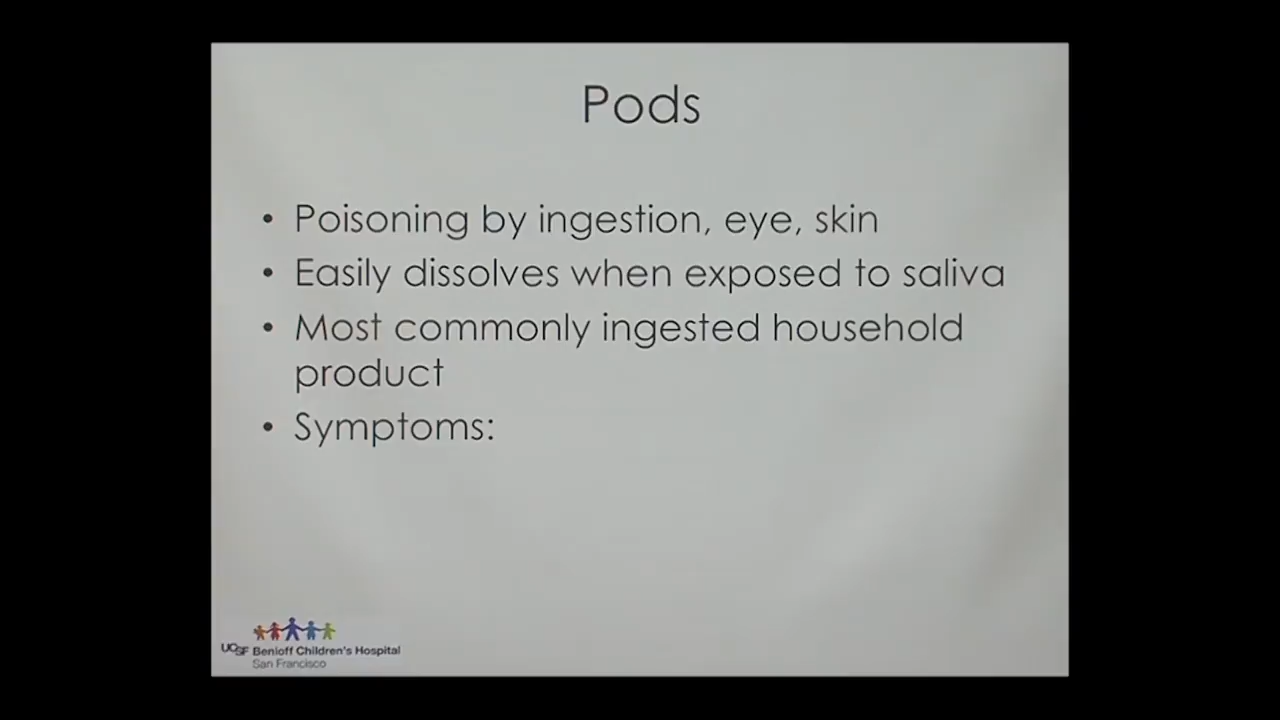 Pods
• Poisoning by ingestion, eye, skin
• Easily dissolves when exposed to saliva
• Most commonly ingested household
product
• Symptoms:
UCSF Benioff Children's Hospital
San Francisco